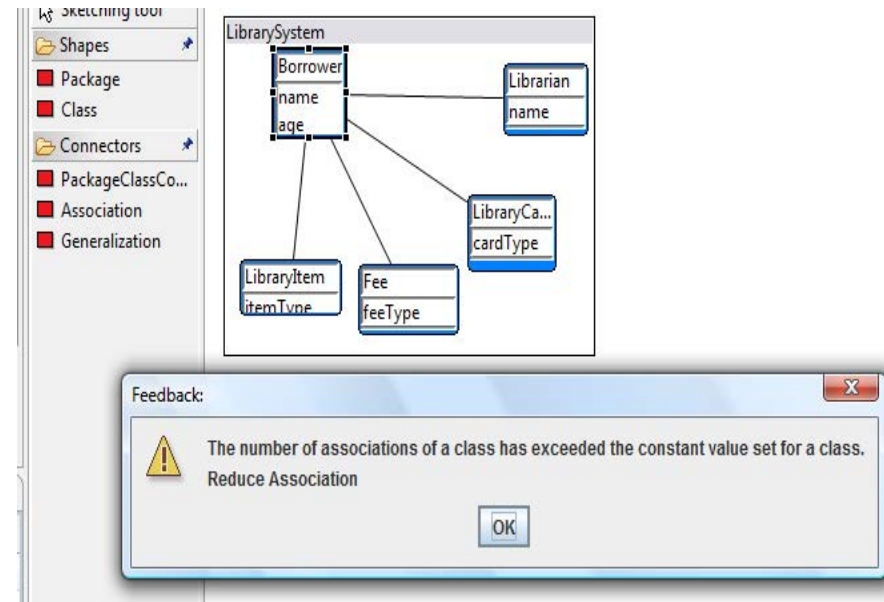 Sketching tool
Shapes
Package
Class
Connectors
PackageClassCo...
Association
Generalization
LibrarySystem
Borrower
name
age
Librarian
name
LibraryCa...
cardType
LibraryItem
itemType
Fee
feeType
Feedback:
The number of associations of a class has exceeded the constant value set for a class.
Reduce Association
OK